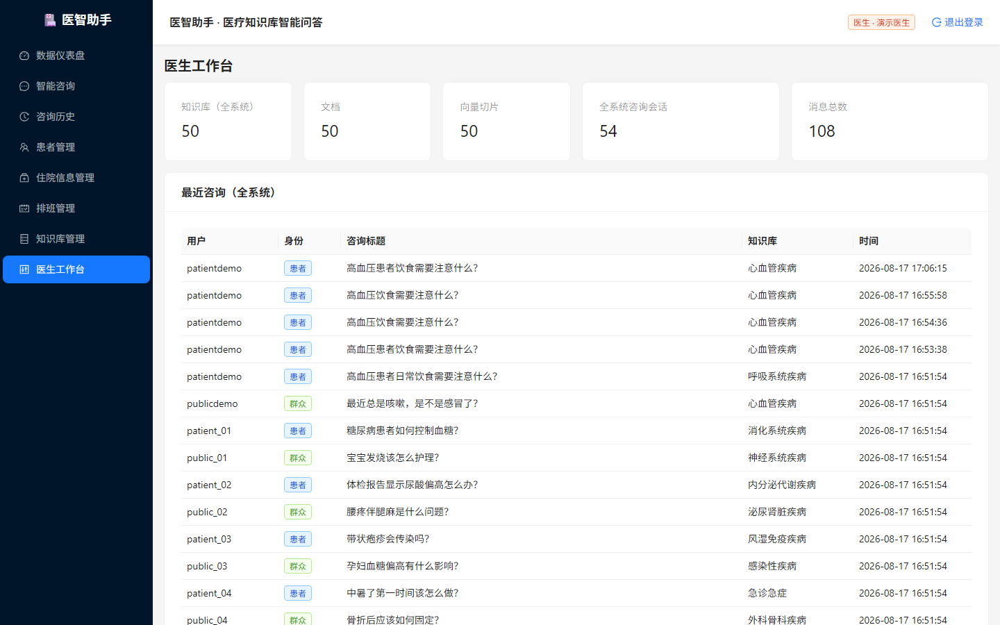 医智助手
医智助手 · 医疗知识库智能问答
医生 · 演示医生
退出登录
数据仪表盘
智能咨询
咨询历史
患者管理
住院信息管理
排班管理
知识库管理
医生工作台
医生工作台
知识库（全系统）
50
文档
50
向量切片
50
全系统咨询会话
54
消息总数
108
最近咨询（全系统）
用户 身份 咨询标题 知识库 时间
patientdemo 患者 高血压患者饮食需要注意什么？ 心血管疾病 2026-08-17 17:06:15
patientdemo 患者 高血压饮食需要注意什么？ 心血管疾病 2026-08-17 16:55:58
patientdemo 患者 高血压饮食需要注意什么？ 心血管疾病 2026-08-17 16:54:36
patientdemo 患者 高血压患者饮食需要注意什么？ 心血管疾病 2026-08-17 16:53:38
patientdemo 患者 高血压患者日常饮食需要注意什么？ 呼吸系统疾病 2026-08-17 16:51:54
publicdemo 群众 最近总是咳嗽，是不是感冒了？ 心血管疾病 2026-08-17 16:51:54
patient_01 患者 糖尿病患者如何控制血糖？ 消化系统疾病 2026-08-17 16:51:54
public_01 群众 宝宝发烧该怎么护理？ 神经系统疾病 2026-08-17 16:51:54
patient_02 患者 体检报告显示尿酸偏高怎么办？ 内分泌代谢疾病 2026-08-17 16:51:54
public_02 群众 腰疼伴腿麻是什么问题？ 泌尿肾脏疾病 2026-08-17 16:51:54
patient_03 患者 带状疱疹会传染吗？ 风湿免疫疾病 2026-08-17 16:51:54
public_03 群众 孕妇血糖偏高有什么影响？ 感染性疾病 2026-08-17 16:51:54
patient_04 患者 中暑了第一时间该怎么做？ 急诊急症 2026-08-17 16:51:54
public_04 群众 骨折后应该如何固定？ 外科骨科疾病 2026-08-17 16:51:54